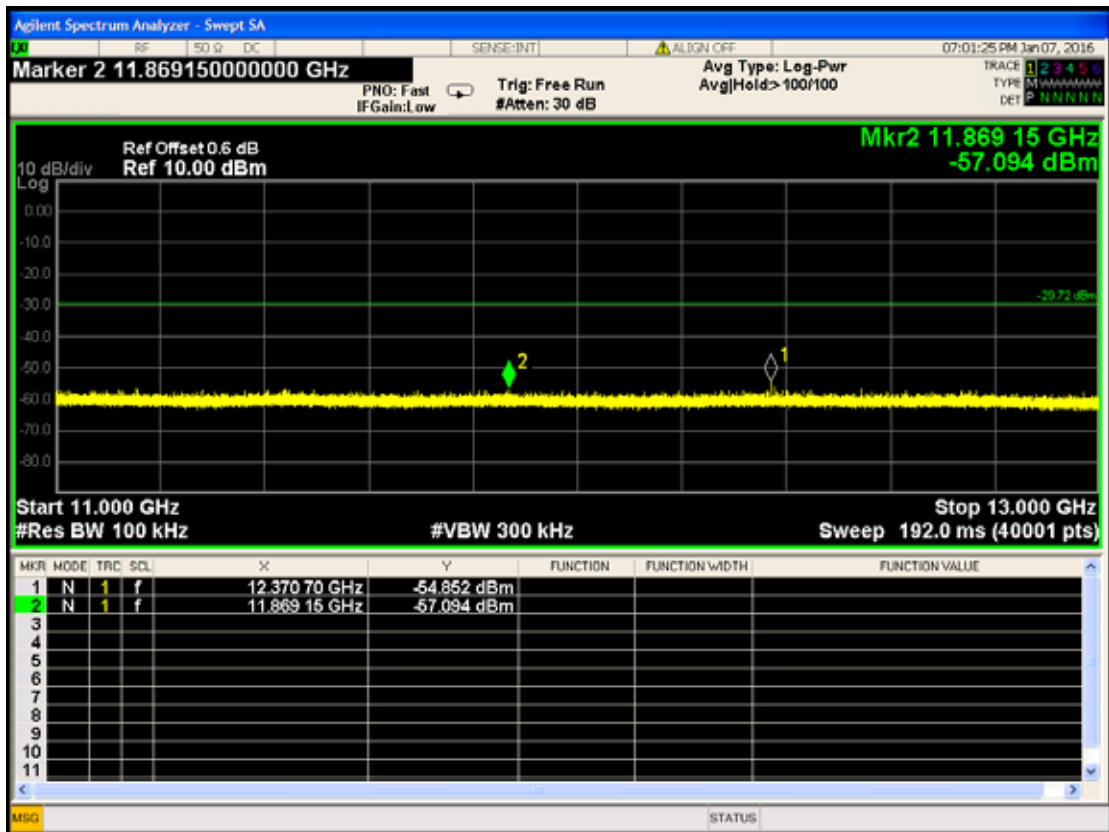 Agilent Spectrum Analyzer - Swept SA
RF 50 Ω DC SENSE:INT ALIGN OFF 07:01:25 PM Jan 07, 2016
Marker 2 11.869150000000 GHz
PNO: Fast
IFGain:Low
Trig: Free Run
#Atten: 30 dB
Avg Type: Log-Pwr
Avg|Hold:>100/100
TRACE 1 2 3 4 5 6
TYPE M W W W W W
DET P N N N N N
Mkr2 11.869 15 GHz
-57.094 dBm
Ref Offset 0.6 dB
10 dB/div Ref 10.00 dBm
Log
0.00
-10.0
-20.0
-29.72 dBm
-30.0
-40.0
2 1
-50.0
-60.0
-70.0
-80.0
Start 11.000 GHz Stop 13.000 GHz
#Res BW 100 kHz #VBW 300 kHz Sweep 192.0 ms (40001 pts)
MKR MODE TRC SCL X Y FUNCTION FUNCTION WIDTH FUNCTION VALUE
1 N 1 f 12.370 70 GHz -54.852 dBm
2 N 1 f 11.869 15 GHz -57.094 dBm
3
4
5
6
7
8
9
10
11
MSG STATUS